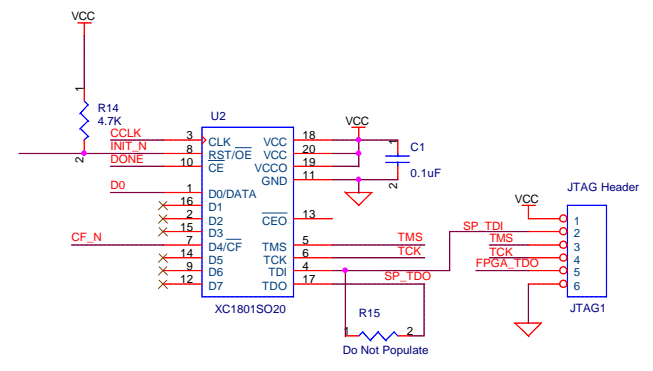 VCC
1
R14
4.7K
2
U2
CCLK
3
CLK
INIT_N
8
RST/OE
DONE
10
CE
D0
1
D0/DATA
16
D1
2
D2
15
D3
CF_N
7
D4/CF
14
D5
9
D6
12
D7
VCC
18
VCC
20
VCCO
19
GND
11
CEO
13
TMS
5
TMS
TCK
6
TCK
TDI
4
TDO
17
SP_TDO
XC1801SO20
VCC
1
C1
0.1uF
2
R15
1
2
Do Not Populate
JTAG Header
VCC
1
SP_TDI
2
TMS
3
TCK
4
FPGA_TDO
5
6
JTAG1